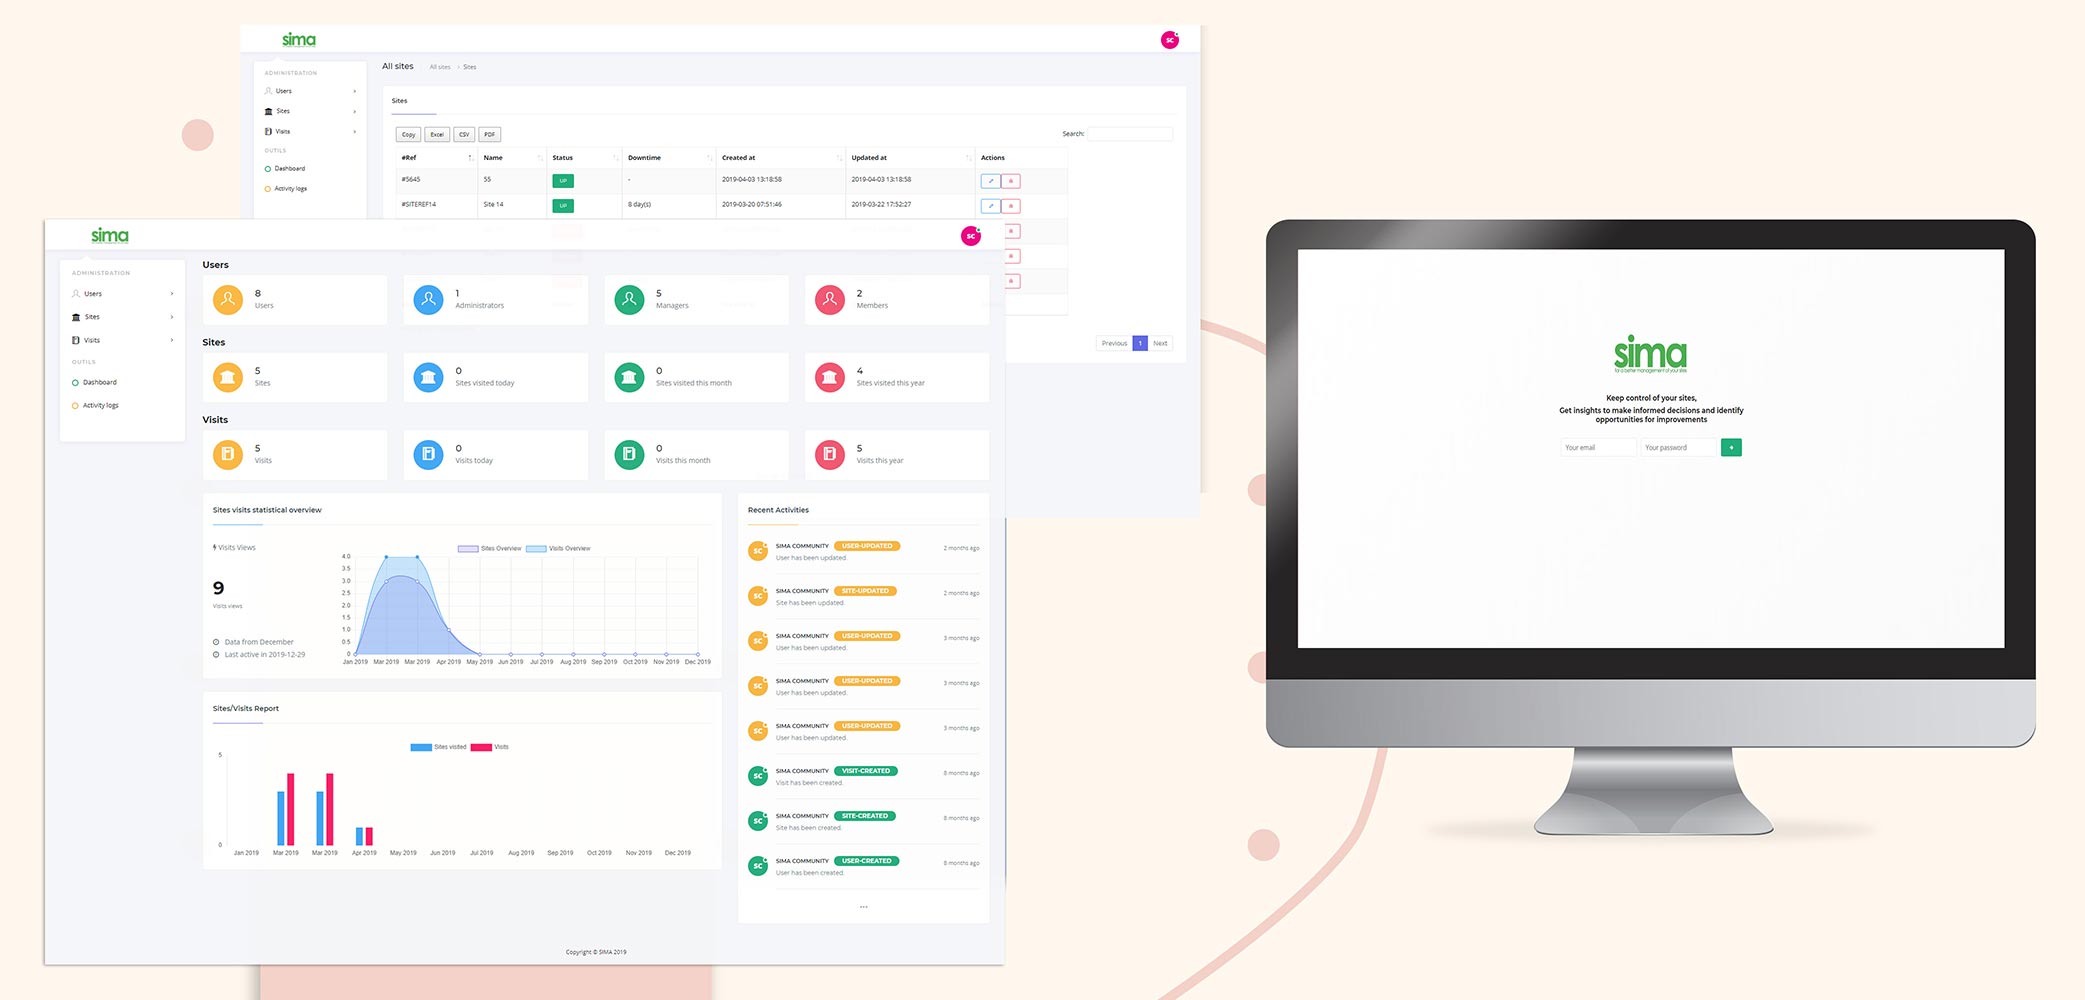 sima
SC
ADMINISTRATION
Users
Sites
Visits
OUTILS
Dashboard
Activity logs
All sites
All sites > Sites
Sites
Copy
Excel
CSV
PDF
Search:
#Ref
Name
Status
Downtime
Created at
Updated at
Actions
#5645
55
UP
-
2019-04-03 13:18:58
2019-04-03 13:18:58
#SITEREF14
Site 14
UP
8 day(s)
2019-03-20 07:51:46
2019-03-22 17:52:27
Previous
1
Next
sima
SC
ADMINISTRATION
Users
Sites
Visits
OUTILS
Dashboard
Activity logs
Users
8
Users
1
Administrators
5
Managers
2
Members
Sites
5
Sites
0
Sites visited today
0
Sites visited this month
4
Sites visited this year
Visits
5
Visits
0
Visits today
0
Visits this month
5
Visits this year
Sites visits statistical overview
Visits Views
9
Visits views
Data from December
Last active in 2019-12-29
Sites Overview
Visits Overview
4.0
3.5
3.0
2.5
2.0
1.5
1.0
0.5
0
Jan 2019
Mar 2019
Mar 2019
Apr 2019
May 2019
Jun 2019
Jul 2019
Aug 2019
Sep 2019
Oct 2019
Nov 2019
Dec 2019
Sites/Visits Report
Sites visited
Visits
5
0
Jan 2019
Mar 2019
Mar 2019
Apr 2019
May 2019
Jun 2019
Jul 2019
Aug 2019
Sep 2019
Oct 2019
Nov 2019
Dec 2019
Recent Activities
SC
SIMA COMMUNITY
USER-UPDATED
2 months ago
User has been updated.
SC
SIMA COMMUNITY
SITE-UPDATED
2 months ago
Site has been updated.
SC
SIMA COMMUNITY
USER-UPDATED
3 months ago
User has been updated.
SC
SIMA COMMUNITY
USER-UPDATED
3 months ago
User has been updated.
SC
SIMA COMMUNITY
USER-UPDATED
3 months ago
User has been updated.
SC
SIMA COMMUNITY
VISIT-CREATED
8 months ago
Visit has been created.
SC
SIMA COMMUNITY
SITE-CREATED
8 months ago
Site has been created.
SC
SIMA COMMUNITY
USER-CREATED
8 months ago
User has been created.
...
Copyright © SIMA 2019
sima
for a better management of your sites
Keep control of your sites,
Get insights to make informed decisions and identify
opportunities for improvements
Your email
Your password